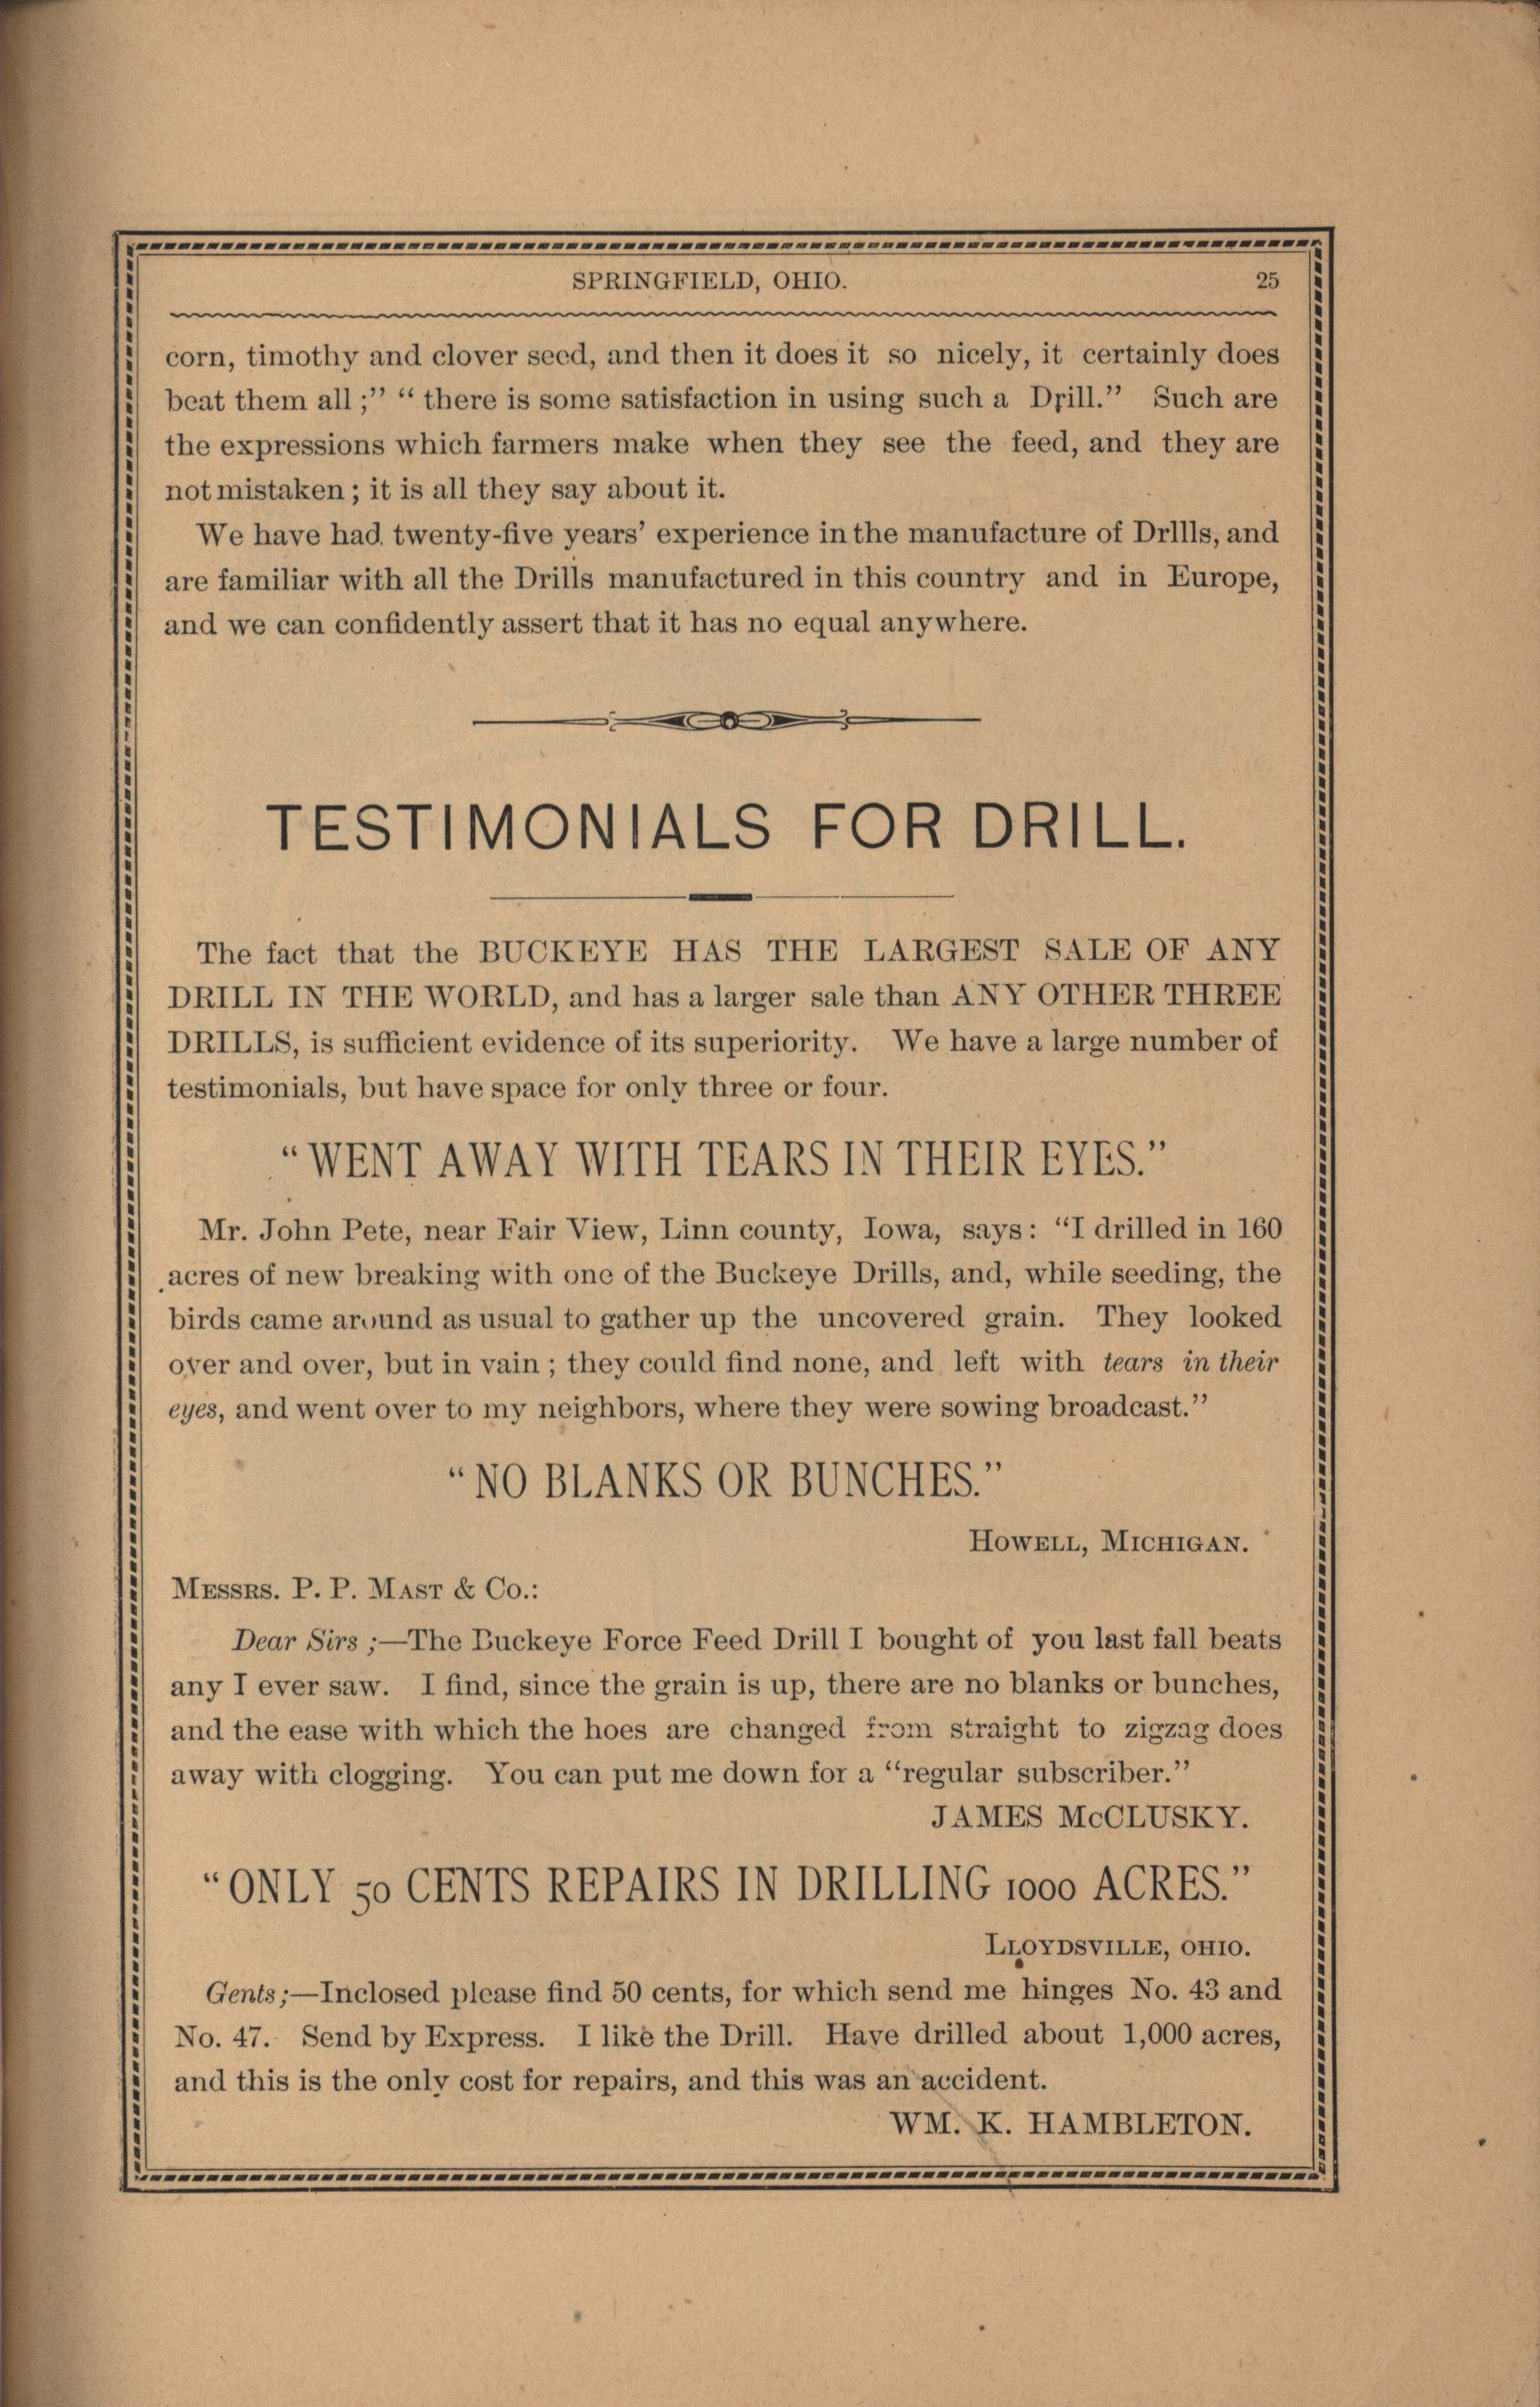 SPRINGFIELD, OHIO. 25
corn, timothy and clover seed, and then it does it so nicely, it certainly does
beat them all ;” “ there is some satisfaction in using such a Drill.” Such are
the expressions which farmers make when they see the feed, and they are
not mistaken ; it is all they say about it.
We have had twenty-five years’ experience in the manufacture of Drllls, and
are familiar with all the Drills manufactured in this country and in Europe,
and we can confidently assert that it has no equal anywhere.
TESTIMONIALS FOR DRILL.
The fact that the BUCKEYE HAS THE LARGEST SALE OF ANY
DRILL IN THE WORLD, and has a larger sale than ANY OTHER THREE
DRILLS, is sufficient evidence of its superiority. We have a large number of
testimonials, but have space for only three or four.
“WENT AWAY WITH TEARS IN THEIR EYES.”
Mr. John Pete, near Fair View, Linn county, Iowa, says: “I drilled in 160
acres of new breaking with one of the Buckeye Drills, and, while seeding, the
birds came around as usual to gather up the uncovered grain. They looked
over and over, but in vain ; they could find none, and left with tears in their
eyes, and went over to my neighbors, where they were sowing broadcast.”
“NO BLANKS OR BUNCHES.”
HOWELL, MICHIGAN.
MESSRS. P. P. MAST & CO.:
Dear Sirs ;—The Buckeye Force Feed Drill I bought of you last fall beats
any I ever saw. I find, since the grain is up, there are no blanks or bunches,
and the ease with which the hoes are changed from straight to zigzag does
away with clogging. You can put me down for a “regular subscriber.”
JAMES McCLUSKY.
“ONLY 50 CENTS REPAIRS IN DRILLING 1000 ACRES.”
LLOYDSVILLE, OHIO.
Gents;—Inclosed please find 50 cents, for which send me hinges No. 43 and
No. 47. Send by Express. I like the Drill. Have drilled about 1,000 acres,
and this is the only cost for repairs, and this was an accident.
WM. K. HAMBLETON.